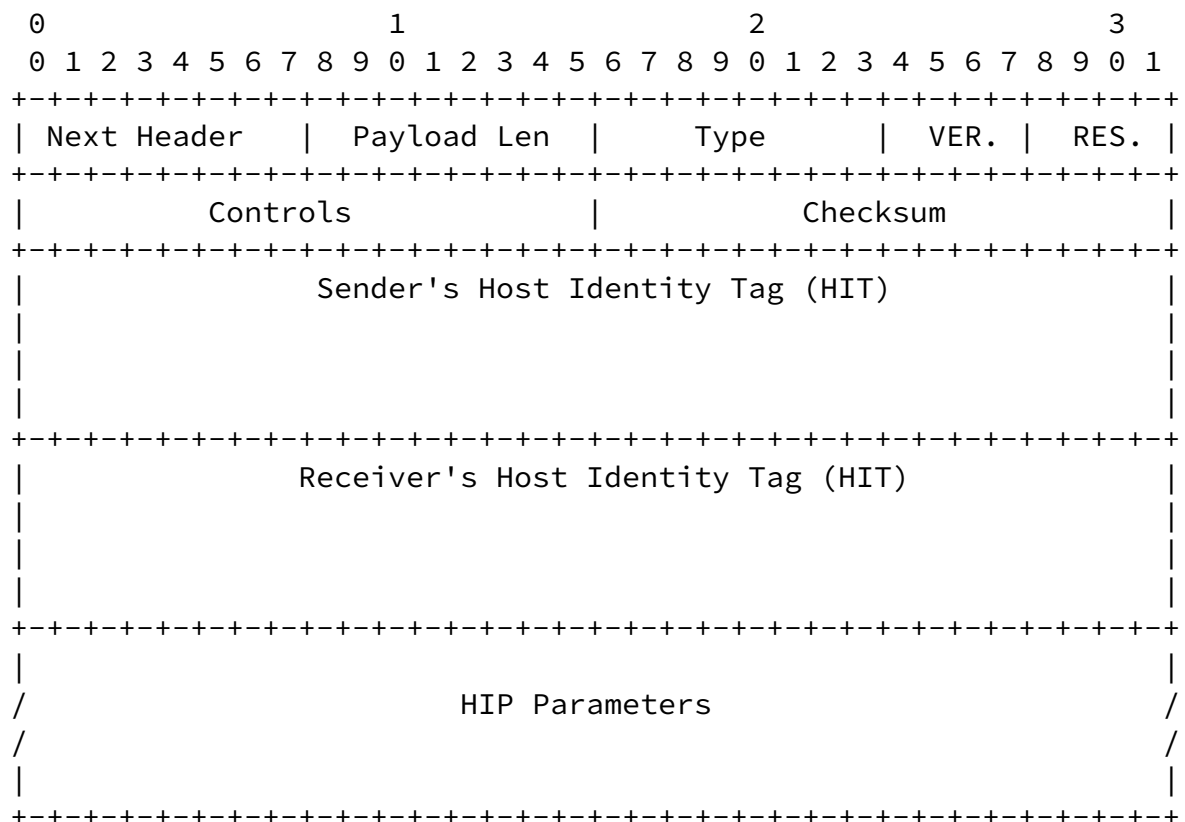 0                   1                   2                   3
 0 1 2 3 4 5 6 7 8 9 0 1 2 3 4 5 6 7 8 9 0 1 2 3 4 5 6 7 8 9 0 1
+-+-+-+-+-+-+-+-+-+-+-+-+-+-+-+-+-+-+-+-+-+-+-+-+-+-+-+-+-+-+-+-+
| Next Header   |  Payload Len  |     Type      |  VER. |  RES. |
+-+-+-+-+-+-+-+-+-+-+-+-+-+-+-+-+-+-+-+-+-+-+-+-+-+-+-+-+-+-+-+-+
|          Controls             |           Checksum            |
+-+-+-+-+-+-+-+-+-+-+-+-+-+-+-+-+-+-+-+-+-+-+-+-+-+-+-+-+-+-+-+-+
|                Sender's Host Identity Tag (HIT)               |
|                                                               |
|                                                               |
|                                                               |
+-+-+-+-+-+-+-+-+-+-+-+-+-+-+-+-+-+-+-+-+-+-+-+-+-+-+-+-+-+-+-+-+
|               Receiver's Host Identity Tag (HIT)              |
|                                                               |
|                                                               |
|                                                               |
+-+-+-+-+-+-+-+-+-+-+-+-+-+-+-+-+-+-+-+-+-+-+-+-+-+-+-+-+-+-+-+-+
|                                                               |
/                        HIP Parameters                         /
/                                                               /
|                                                               |
+-+-+-+-+-+-+-+-+-+-+-+-+-+-+-+-+-+-+-+-+-+-+-+-+-+-+-+-+-+-+-+-+